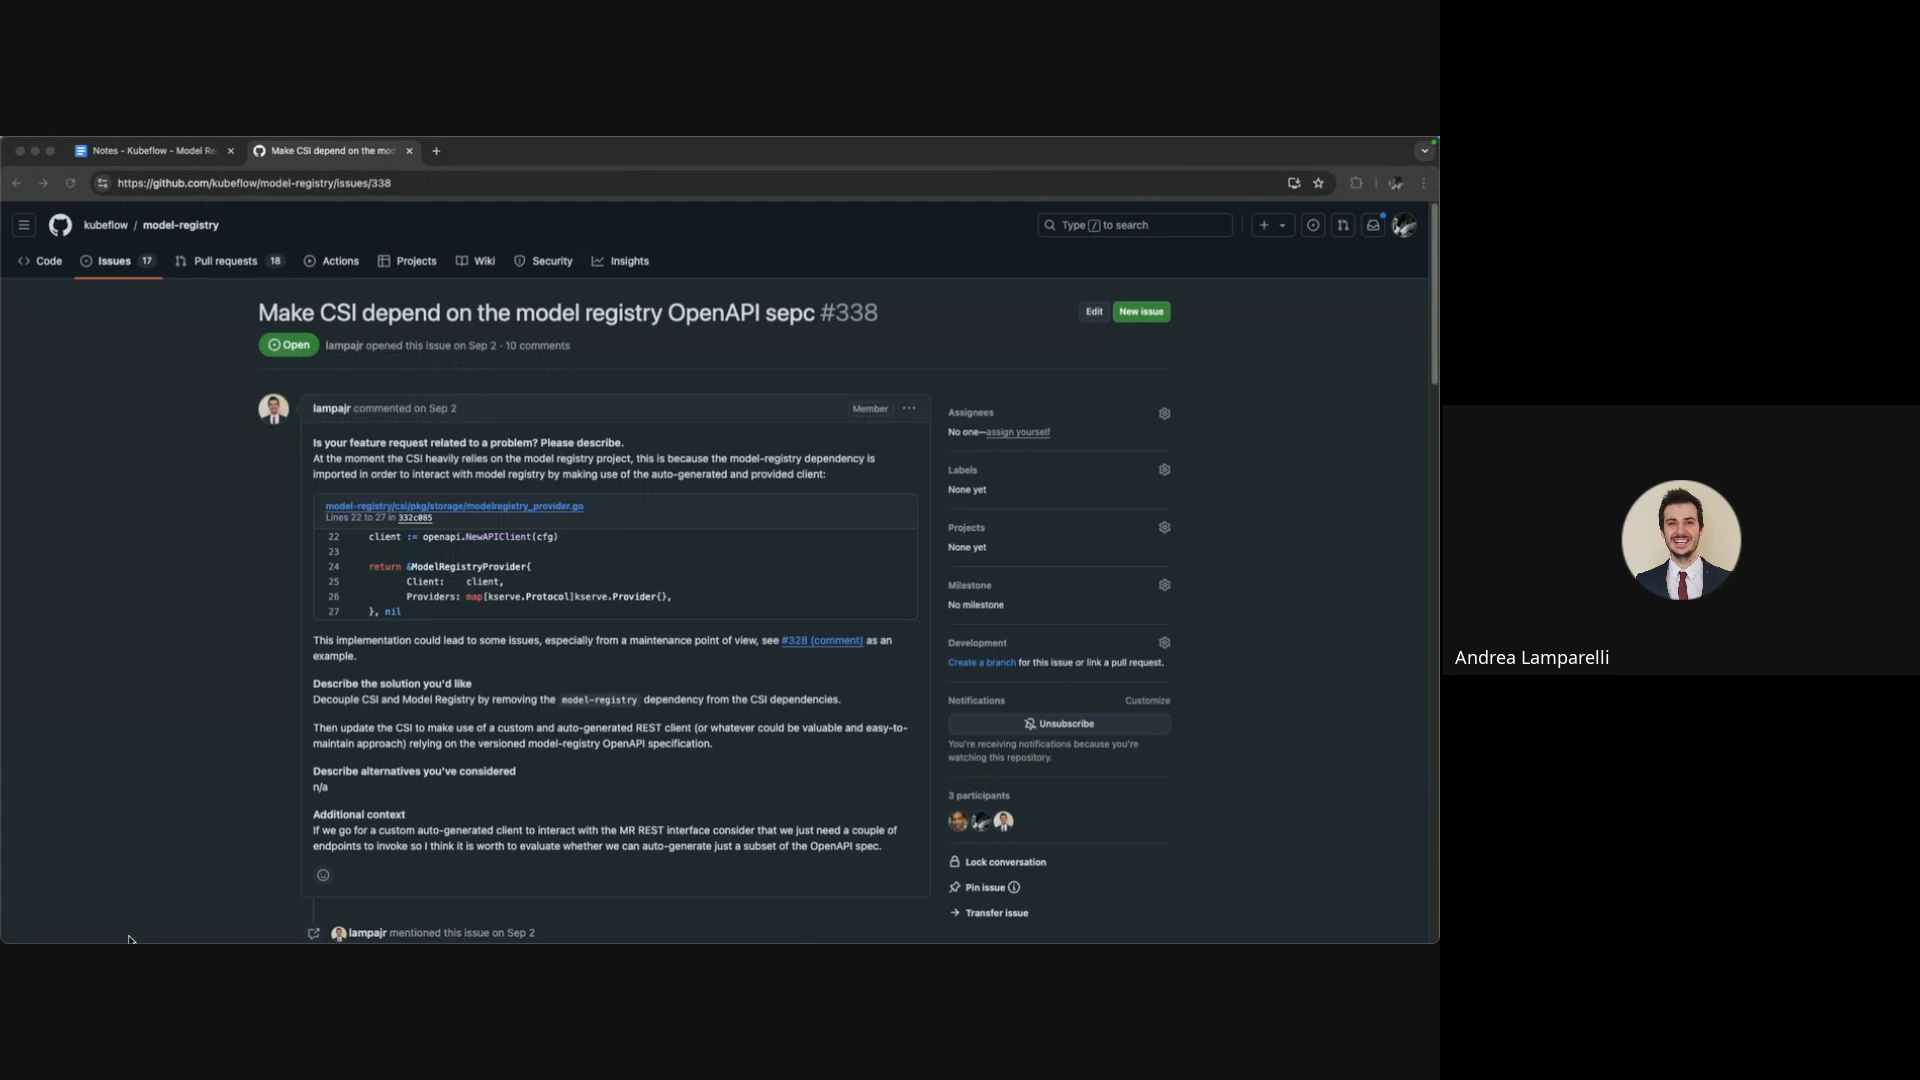 Notes - Kubeflow - Model Re
Make CSI depend on the mod
https://github.com/kubeflow/model-registry/issues/338
kubeflow / model-registry
Type / to search
Code
Issues 17
Pull requests 18
Actions
Projects
Wiki
Security
Insights
Make CSI depend on the model registry OpenAPI sepc #338
Edit
New issue
Open
lampajr opened this issue on Sep 2 · 10 comments
lampajr commented on Sep 2
Member
Is your feature request related to a problem? Please describe.
At the moment the CSI heavily relies on the model registry project, this is because the model-registry dependency is
imported in order to interact with model registry by making use of the auto-generated and provided client:
model-registry/csi/pkg/storage/modelregistry_provider.go
Lines 22 to 27 in 332c085
22 client := openapi.NewAPIClient(cfg)
23
24 return &ModelRegistryProvider{
25 Client: client,
26 Providers: map[kserve.Protocol]kserve.Provider{},
27 }, nil
This implementation could lead to some issues, especially from a maintenance point of view, see #328 (comment) as an
example.
Describe the solution you'd like
Decouple CSI and Model Registry by removing the model-registry dependency from the CSI dependencies.
Then update the CSI to make use of a custom and auto-generated REST client (or whatever could be valuable and easy-to-
maintain approach) relying on the versioned model-registry OpenAPI specification.
Describe alternatives you've considered
n/a
Additional context
If we go for a custom auto-generated client to interact with the MR REST interface consider that we just need a couple of
endpoints to invoke so I think it is worth to evaluate whether we can auto-generate just a subset of the OpenAPI spec.
lampajr mentioned this issue on Sep 2
Assignees
No one—assign yourself
Labels
None yet
Projects
None yet
Milestone
No milestone
Development
Create a branch for this issue or link a pull request.
Notifications
Customize
Unsubscribe
You're receiving notifications because you're
watching this repository.
3 participants
Lock conversation
Pin issue
Transfer issue
Andrea Lamparelli